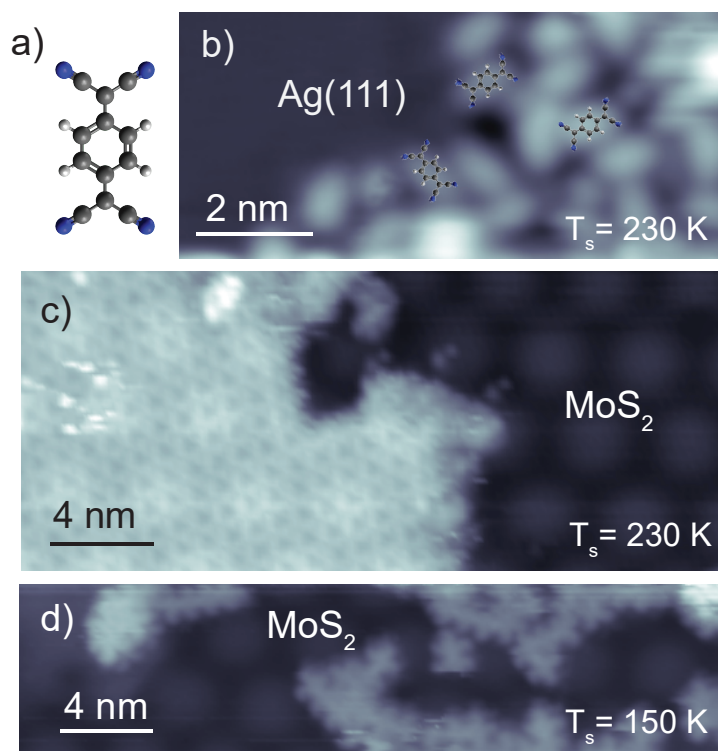 a)
b)
Ag(111)
2 nm
Tₛ= 230 K
c)
MoS₂
4 nm
Tₛ= 230 K
d)
MoS₂
4 nm
Tₛ= 150 K